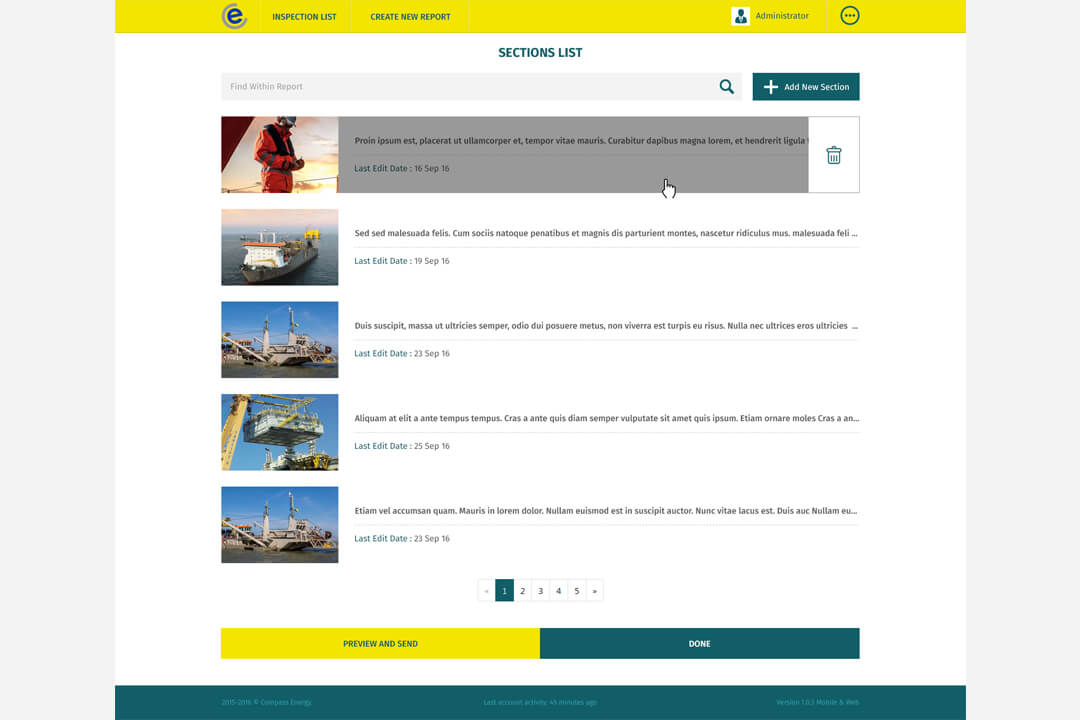 e
INSPECTION LIST
CREATE NEW REPORT
Administrator
SECTIONS LIST
Find Within Report
Add New Section
Proin ipsum est, placerat ut ullamcorper et, tempor vitae mauris. Curabitur dapibus magna lorem, et hendrerit ligula
Last Edit Date : 16 Sep 16
Sed sed malesuada felis. Cum sociis natoque penatibus et magnis dis parturient montes, nascetur ridiculus mus. malesuada feli ...
Last Edit Date : 19 Sep 16
Duis suscipit, massa ut ultricies semper, odio dui posuere metus, non viverra est turpis eu risus. Nulla nec ultrices eros ultricies ...
Last Edit Date : 23 Sep 16
Aliquam at elit a ante tempus tempus. Cras a ante quis diam semper vulputate sit amet quis ipsum. Etiam ornare moles Cras a an...
Last Edit Date : 25 Sep 16
Etiam vel accumsan quam. Mauris in lorem dolor. Nullam euismod est in suscipit auctor. Nunc vitae lacus est. Duis auc Nullam eu...
Last Edit Date : 23 Sep 16
« 1 2 3 4 5 »
PREVIEW AND SEND
DONE
2015-2016 © Compass Energy.
Last account activity: 45 minutes ago
Version 1.0.3 Mobile & Web